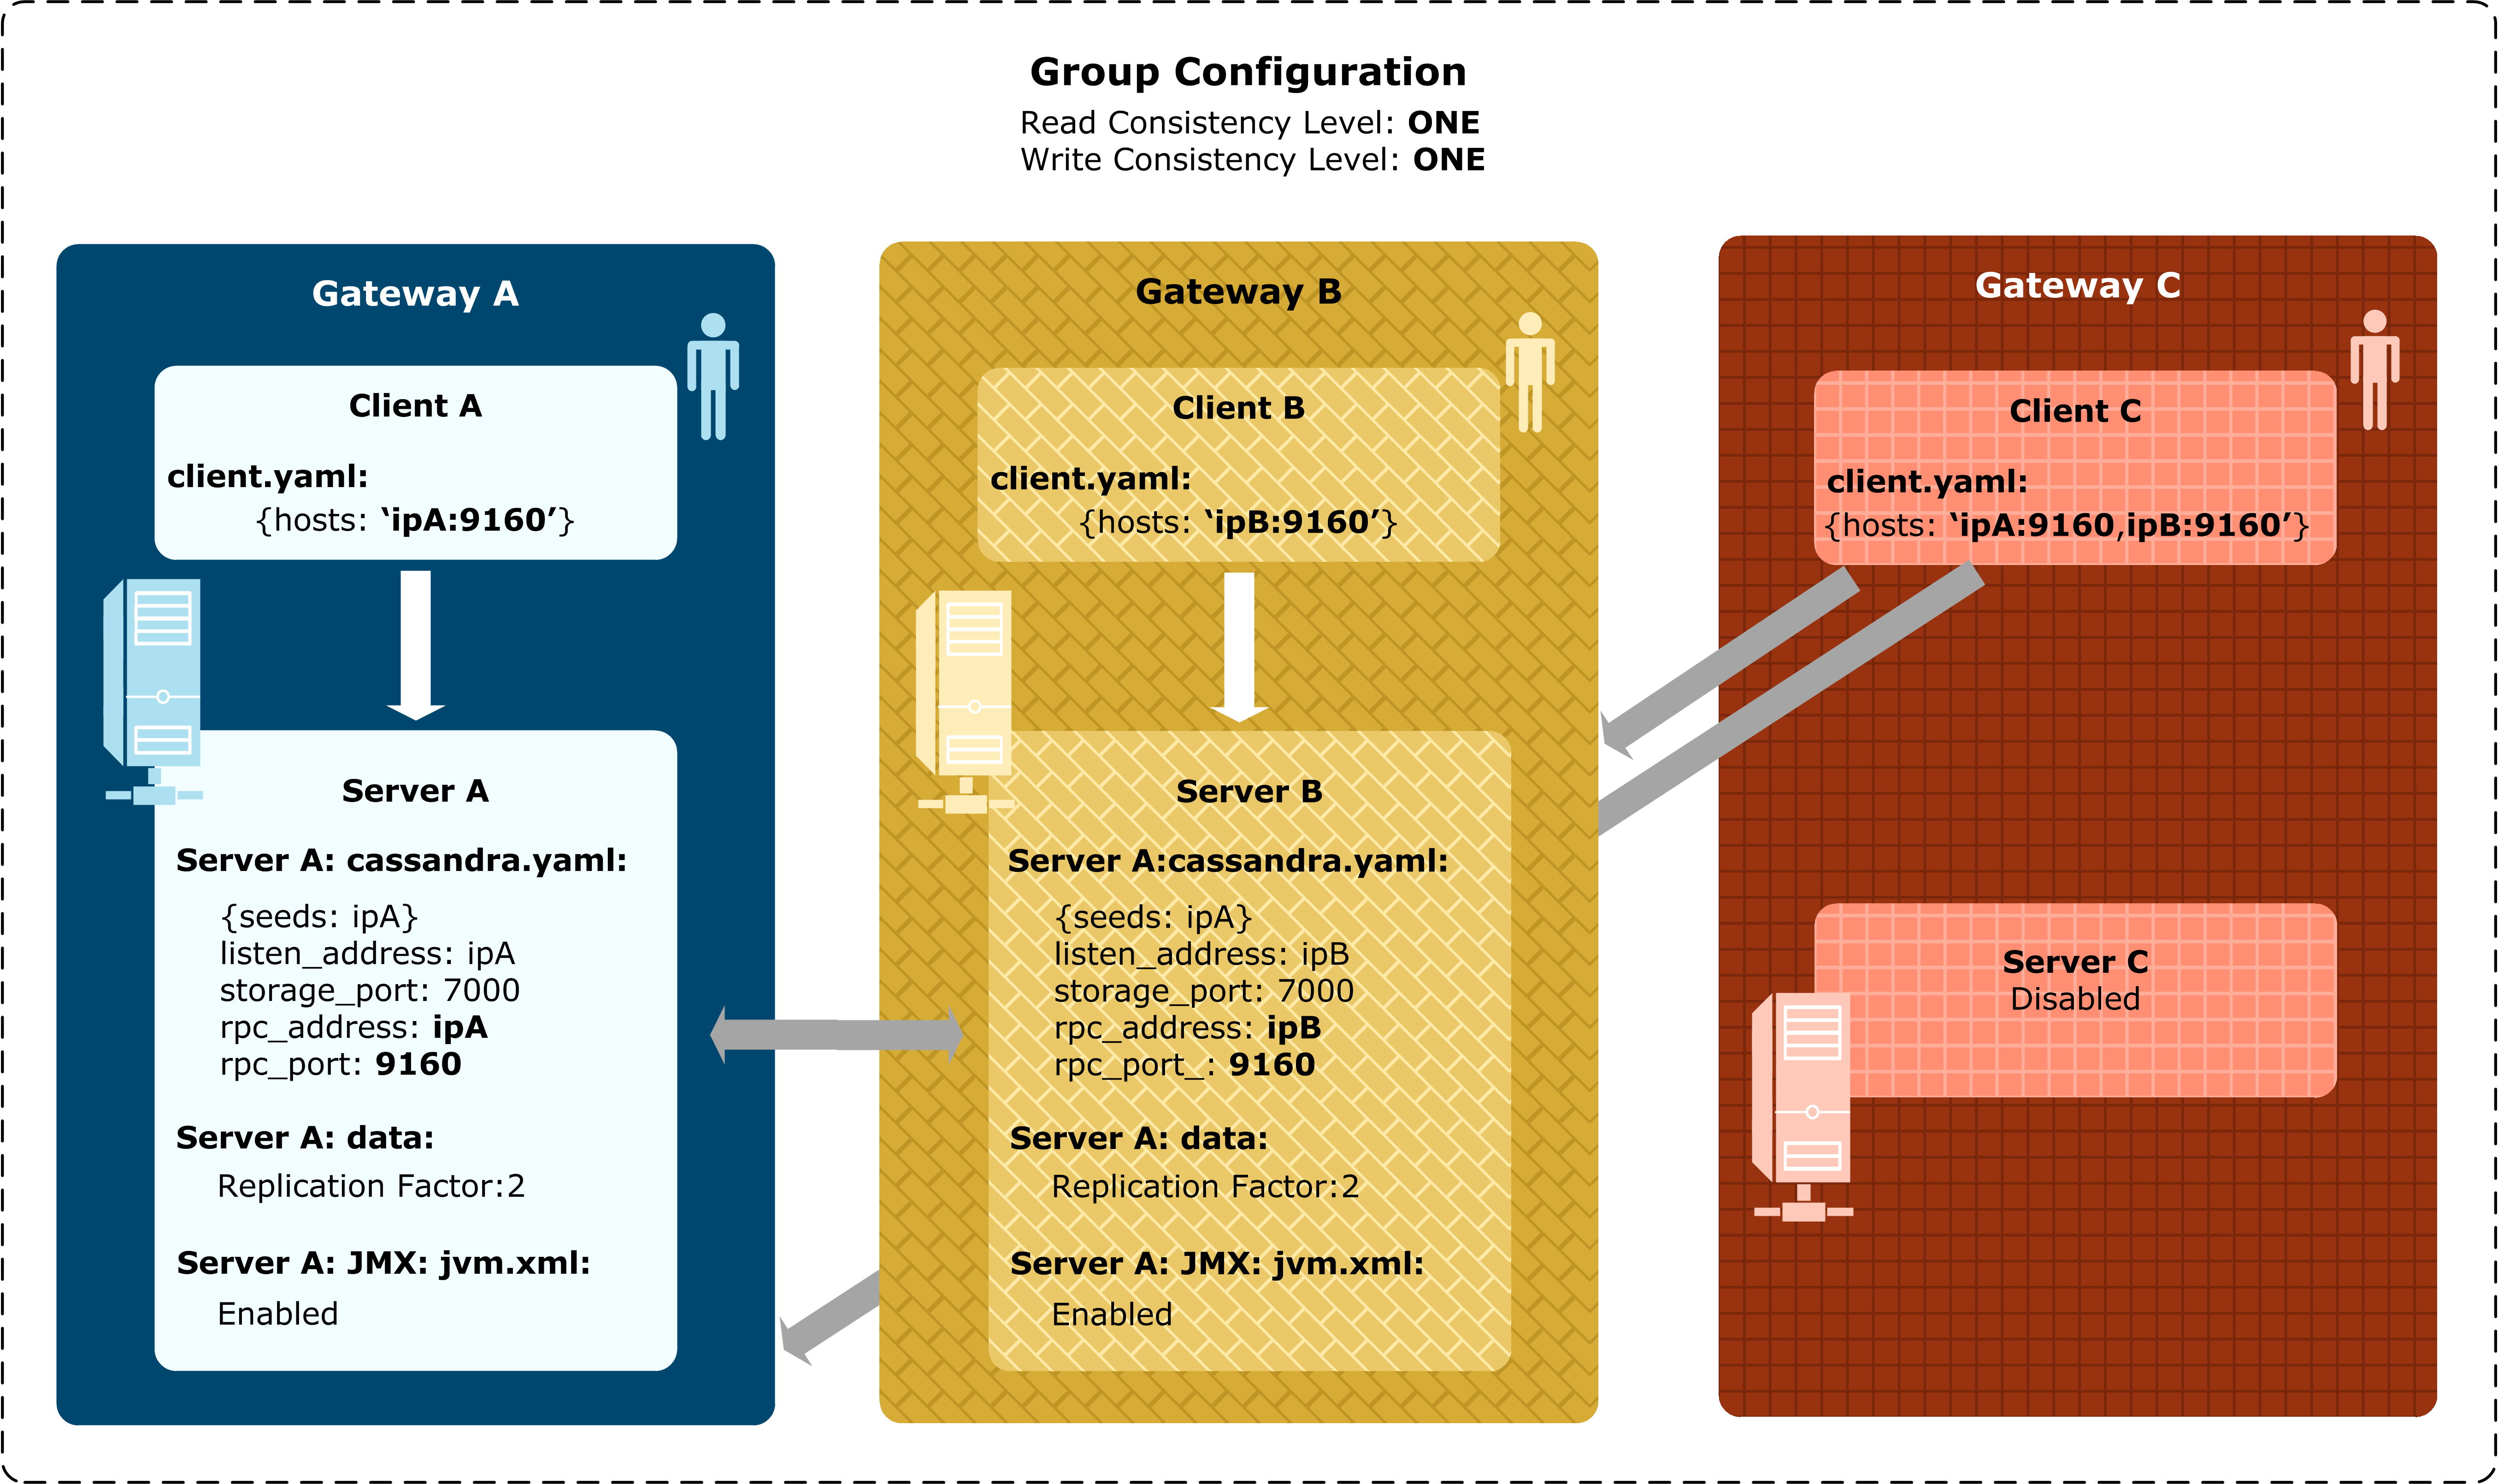 Group Configuration
Read Consistency Level: ONE
Write Consistency Level: ONE
Gateway A
Client A
client.yaml:
{hosts: ‘ipA:9160’}
Server A
Server A: cassandra.yaml:
{seeds: ipA}
listen_address: ipA
storage_port: 7000
rpc_address: ipA
rpc_port: 9160
Server A: data:
Replication Factor:2
Server A: JMX: jvm.xml:
Enabled
Gateway B
Client B
client.yaml:
{hosts: ‘ipB:9160’}
Server B
Server A:cassandra.yaml:
{seeds: ipA}
listen_address: ipB
storage_port: 7000
rpc_address: ipB
rpc_port_: 9160
Server A: data:
Replication Factor:2
Server A: JMX: jvm.xml:
Enabled
Gateway C
Client C
client.yaml:
{hosts: ‘ipA:9160,ipB:9160’}
Server C
Disabled